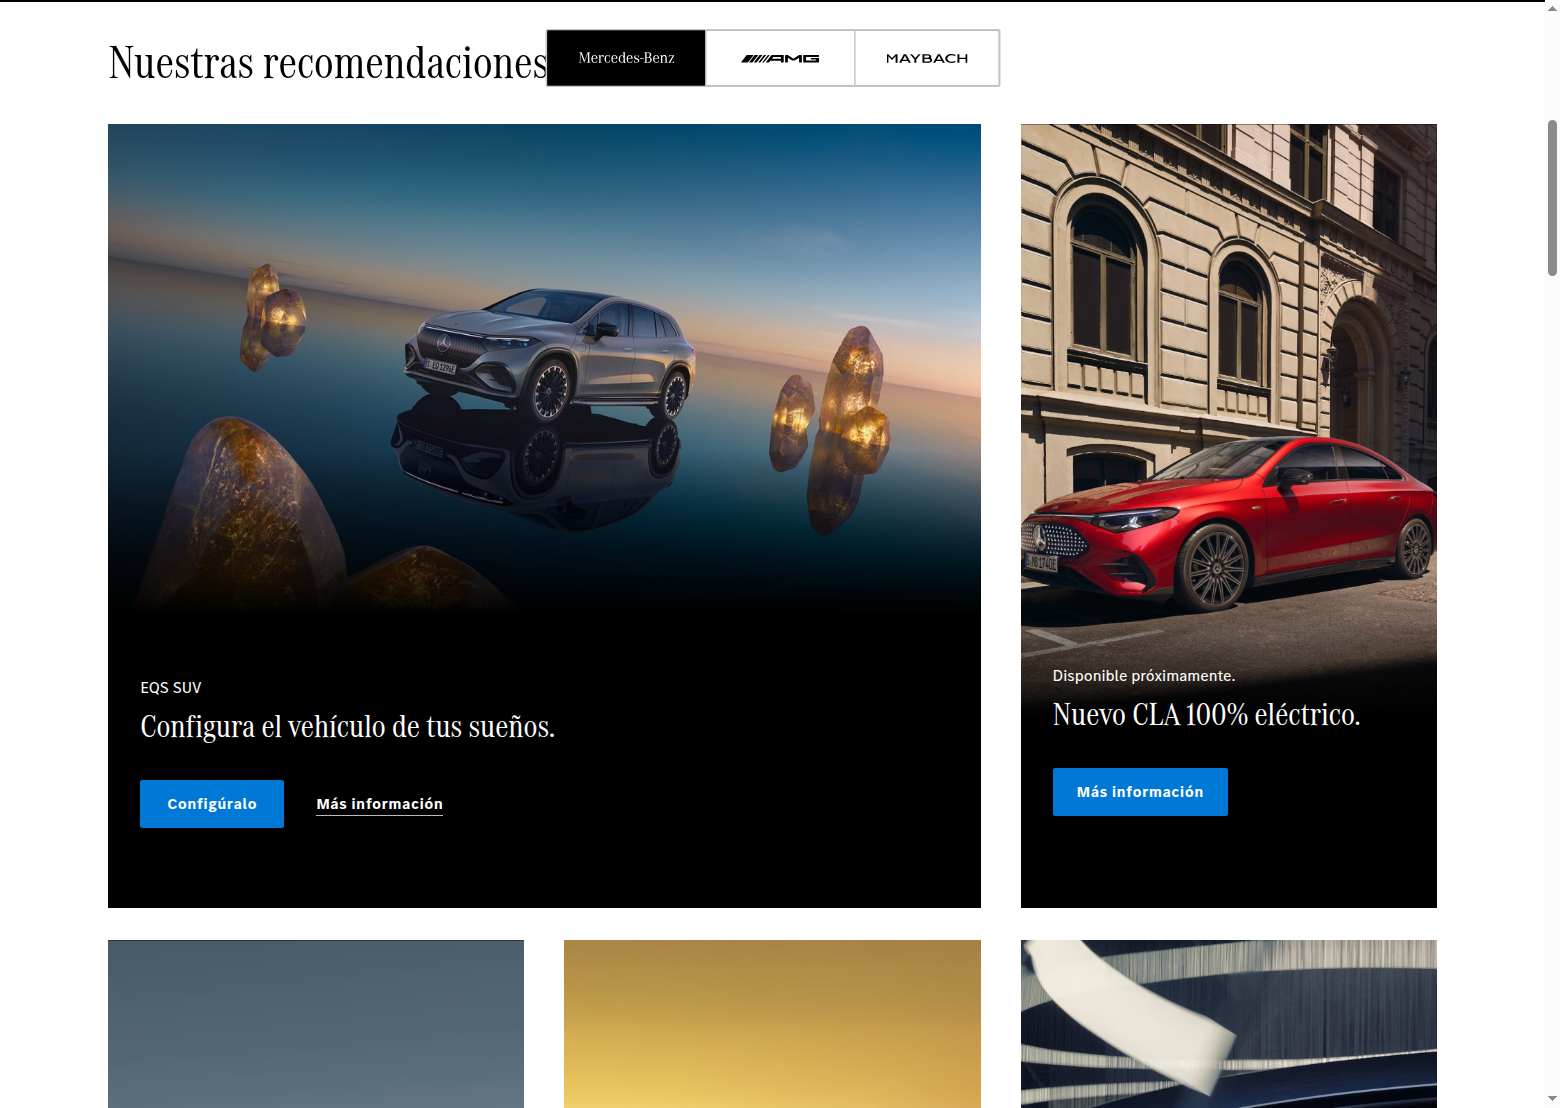 Nuestras recomendaciones
Mercedes-Benz
AMG
MAYBACH
EQS SUV
Configura el vehículo de tus sueños.
Configúralo
Más información
Disponible próximamente.
Nuevo CLA 100% eléctrico.
Más información